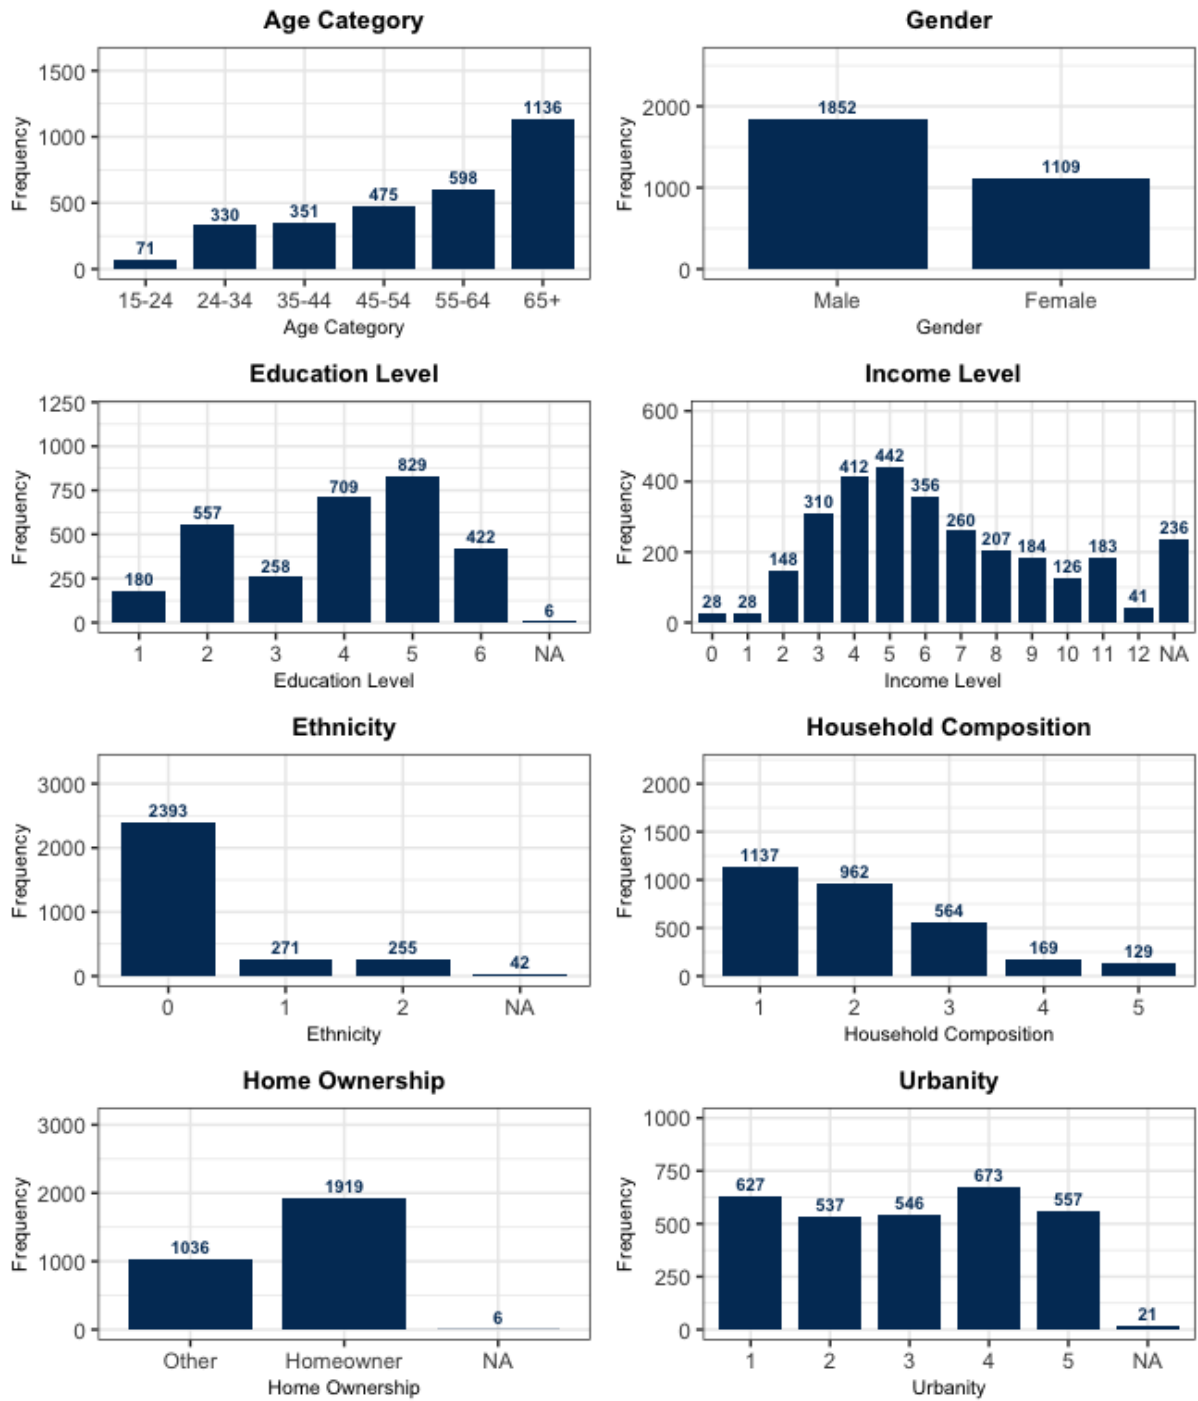 Age Category
Frequency
1500
1000
500
0
71
330
351
475
598
1136
15-24 24-34 35-44 45-54 55-64 65+
Age Category
Gender
Frequency
2000
1000
0
1852
1109
Male Female
Gender
Education Level
Frequency
1250
1000
750
500
250
0
180
557
258
709
829
422
6
1 2 3 4 5 6 NA
Education Level
Income Level
Frequency
600
400
200
0
28
28
148
310
412
442
356
260
207
184
126
183
41
236
0 1 2 3 4 5 6 7 8 9 10 11 12 NA
Income Level
Ethnicity
Frequency
3000
2000
1000
0
2393
271
255
42
0 1 2 NA
Ethnicity
Household Composition
Frequency
2000
1500
1000
500
0
1137
962
564
169
129
1 2 3 4 5
Household Composition
Home Ownership
Frequency
3000
2000
1000
0
1036
1919
6
Other Homeowner NA
Home Ownership
Urbanity
Frequency
1000
750
500
250
0
627
537
546
673
557
21
1 2 3 4 5 NA
Urbanity